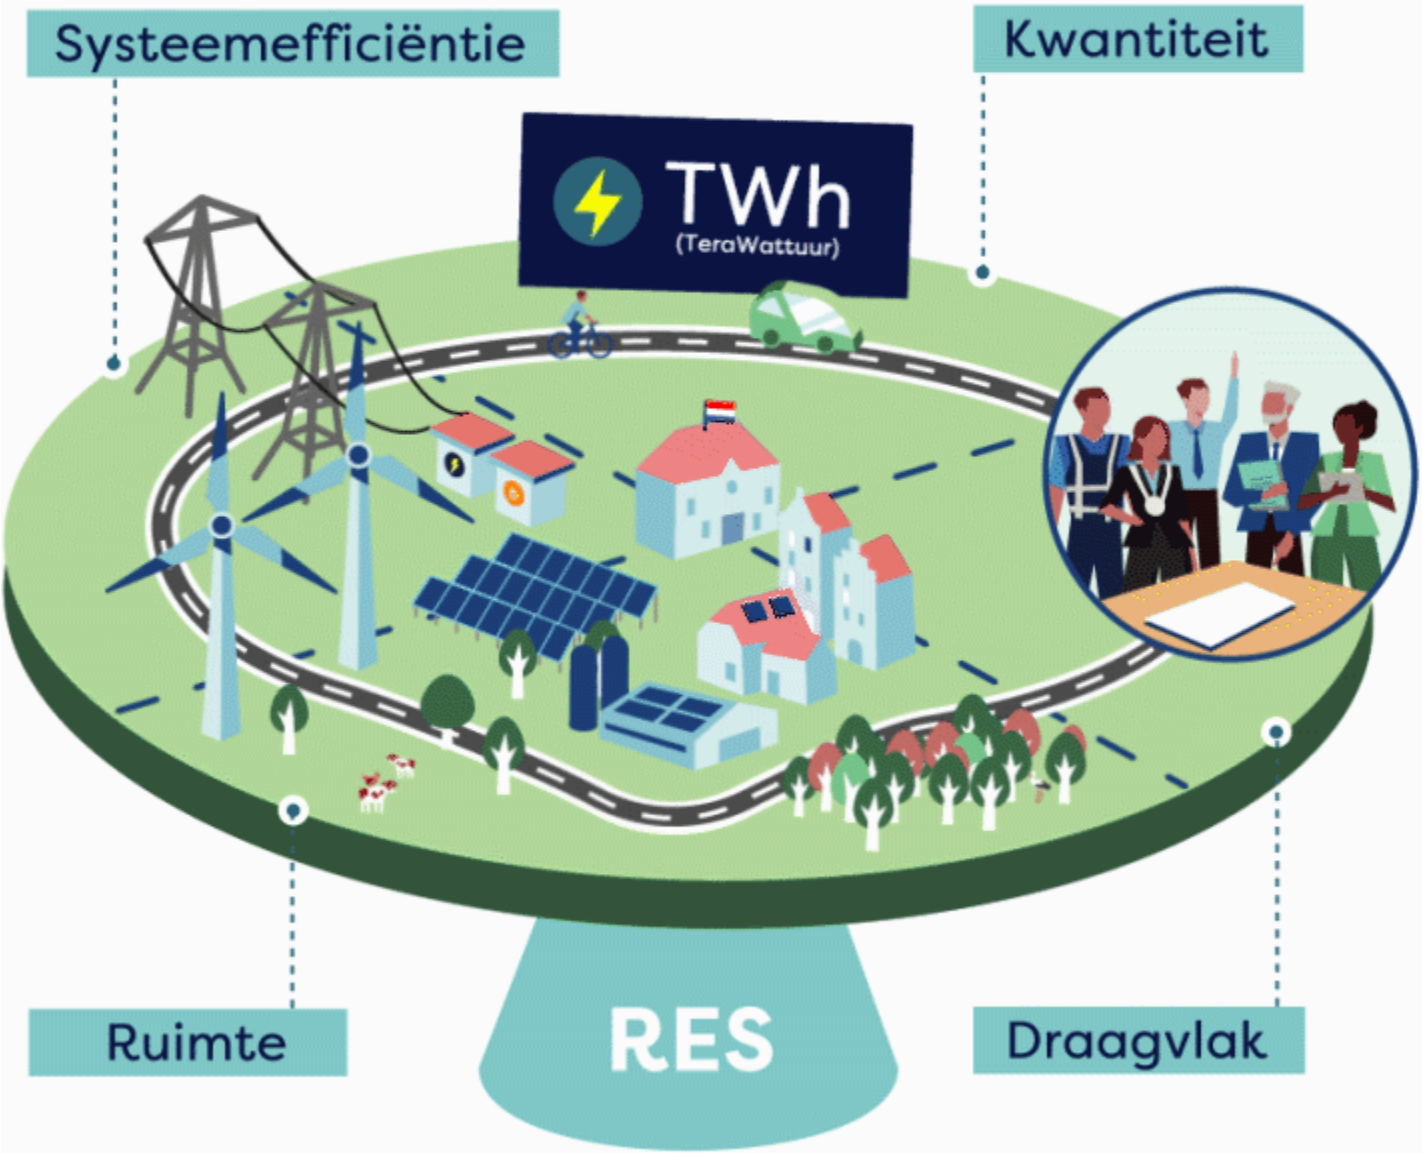 Systeemefficiëntie
Kwantiteit
TWh
(TeraWattuur)
Ruimte
RES
Draagvlak